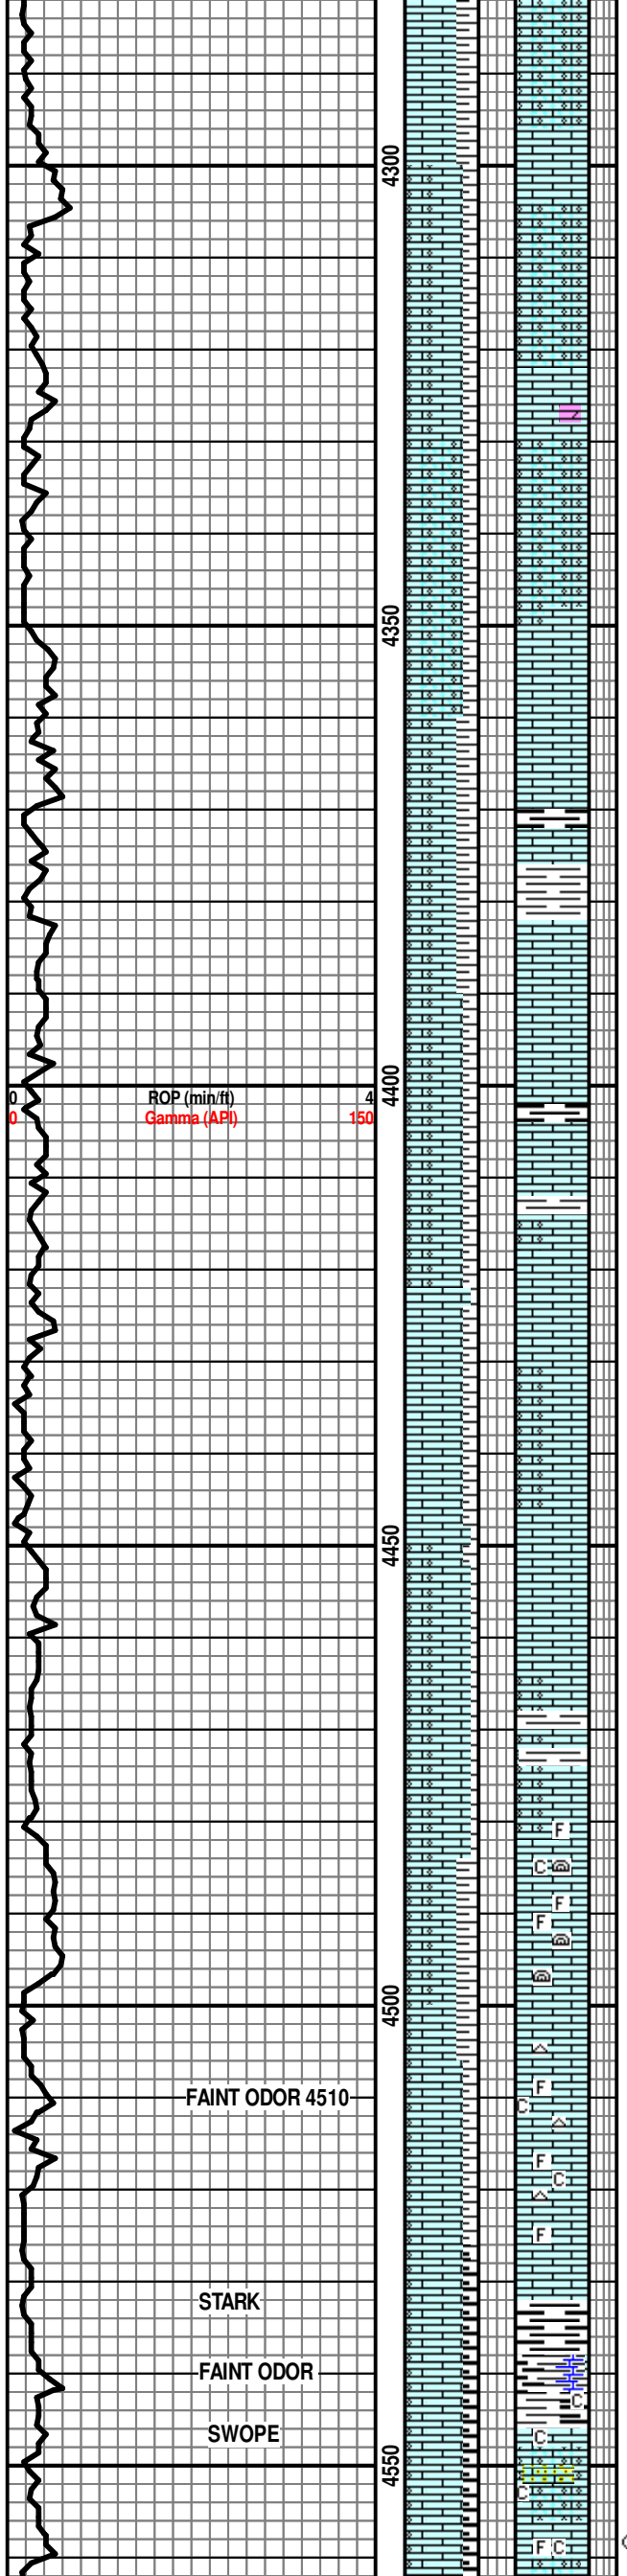 4300
4350
4400
0 ROP (min/ft) 4
0 Gamma (API) 150
4450
F
C
F
F
4500
F
FAINT ODOR 4510
C
F
C
F
STARK
FAINT ODOR
C
SWOPE
C
4550
C
F C